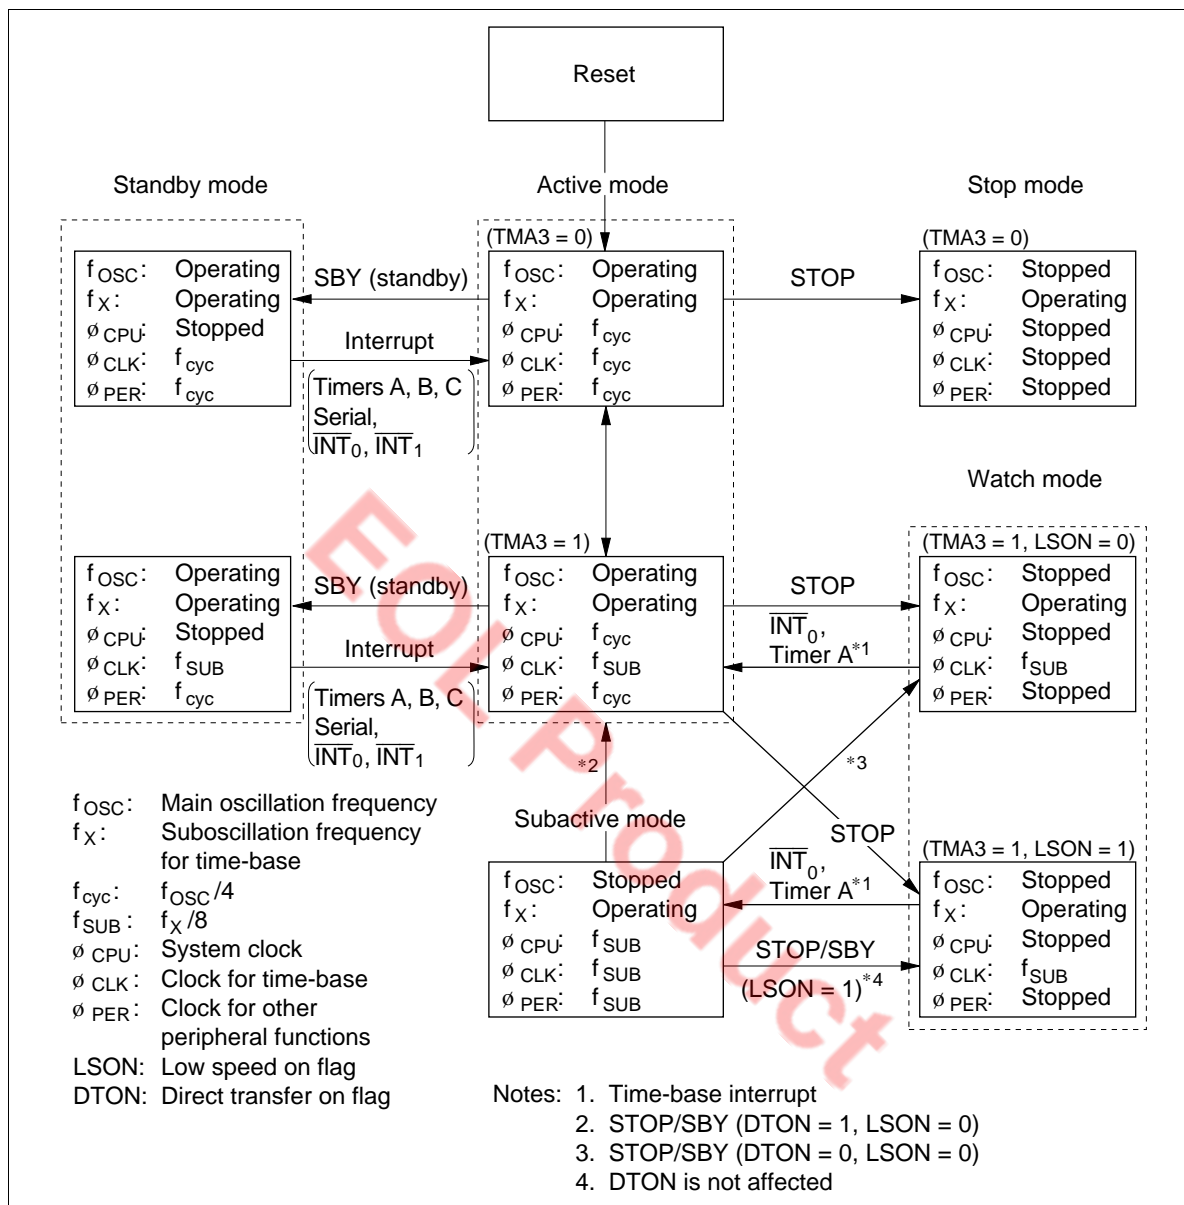 Reset
Standby mode
Active mode
Stop mode
(TMA3 = 0)
fOSC: Operating
fX: Operating
øCPU: Stopped
øCLK: fcyc
øPER: fcyc
SBY (standby)
Interrupt
Timers A, B, C
Serial,
INT0, INT1
fOSC: Operating
fX: Operating
øCPU: fcyc
øCLK: fcyc
øPER: fcyc
STOP
(TMA3 = 0)
fOSC: Stopped
fX: Operating
øCPU: Stopped
øCLK: Stopped
øPER: Stopped
Watch mode
(TMA3 = 1)
fOSC: Operating
fX: Operating
øCPU: Stopped
øCLK: fSUB
øPER: fcyc
SBY (standby)
Interrupt
Timers A, B, C
Serial,
INT0, INT1
fOSC: Operating
fX: Operating
øCPU: fcyc
øCLK: fSUB
øPER: fcyc
STOP
INT0,
Timer A*1
(TMA3 = 1, LSON = 0)
fOSC: Stopped
fX: Operating
øCPU: Stopped
øCLK: fSUB
øPER: Stopped
*2
*3
Subactive mode
STOP
fOSC: Stopped
fX: Operating
øCPU: fSUB
øCLK: fSUB
øPER: fSUB
INT0,
Timer A*1
STOP/SBY
(LSON = 1)*4
(TMA3 = 1, LSON = 1)
fOSC: Stopped
fX: Operating
øCPU: Stopped
øCLK: fSUB
øPER: Stopped
fOSC: Main oscillation frequency
fX: Suboscillation frequency
for time-base
fcyc: fOSC/4
fSUB: fX/8
øCPU: System clock
øCLK: Clock for time-base
øPER: Clock for other
peripheral functions
LSON: Low speed on flag
DTON: Direct transfer on flag
Notes: 1. Time-base interrupt
2. STOP/SBY (DTON = 1, LSON = 0)
3. STOP/SBY (DTON = 0, LSON = 0)
4. DTON is not affected
EOL Product